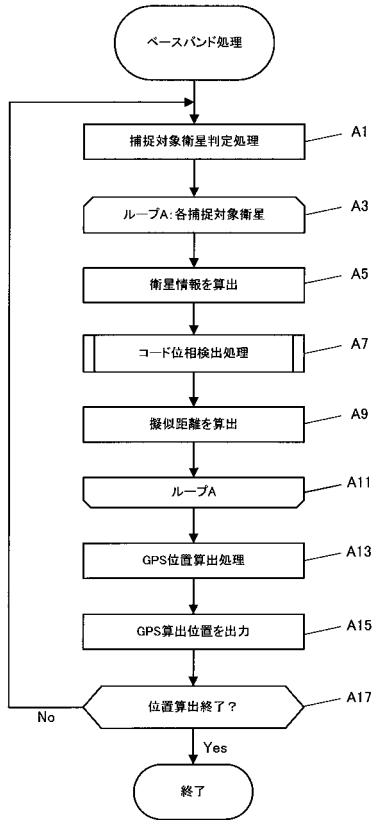 ベースバンド処理
捕捉対象衛星判定処理
A1
ループA:各捕捉対象衛星
A3
衛星情報を算出
A5
コード位相検出処理
A7
擬似距離を算出
A9
ループA
A11
GPS位置算出処理
A13
GPS算出位置を出力
A15
位置算出終了?
A17
No
Yes
終了